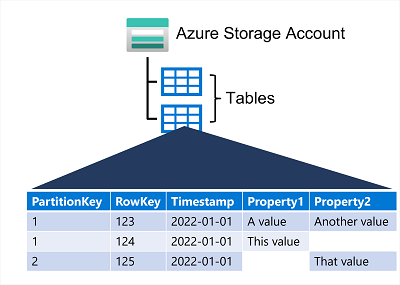 Azure Storage Account
Tables
PartitionKey RowKey Timestamp Property1 Property2
1 123 2022-01-01 A value Another value
1 124 2022-01-01 This value
2 125 2022-01-01 That value